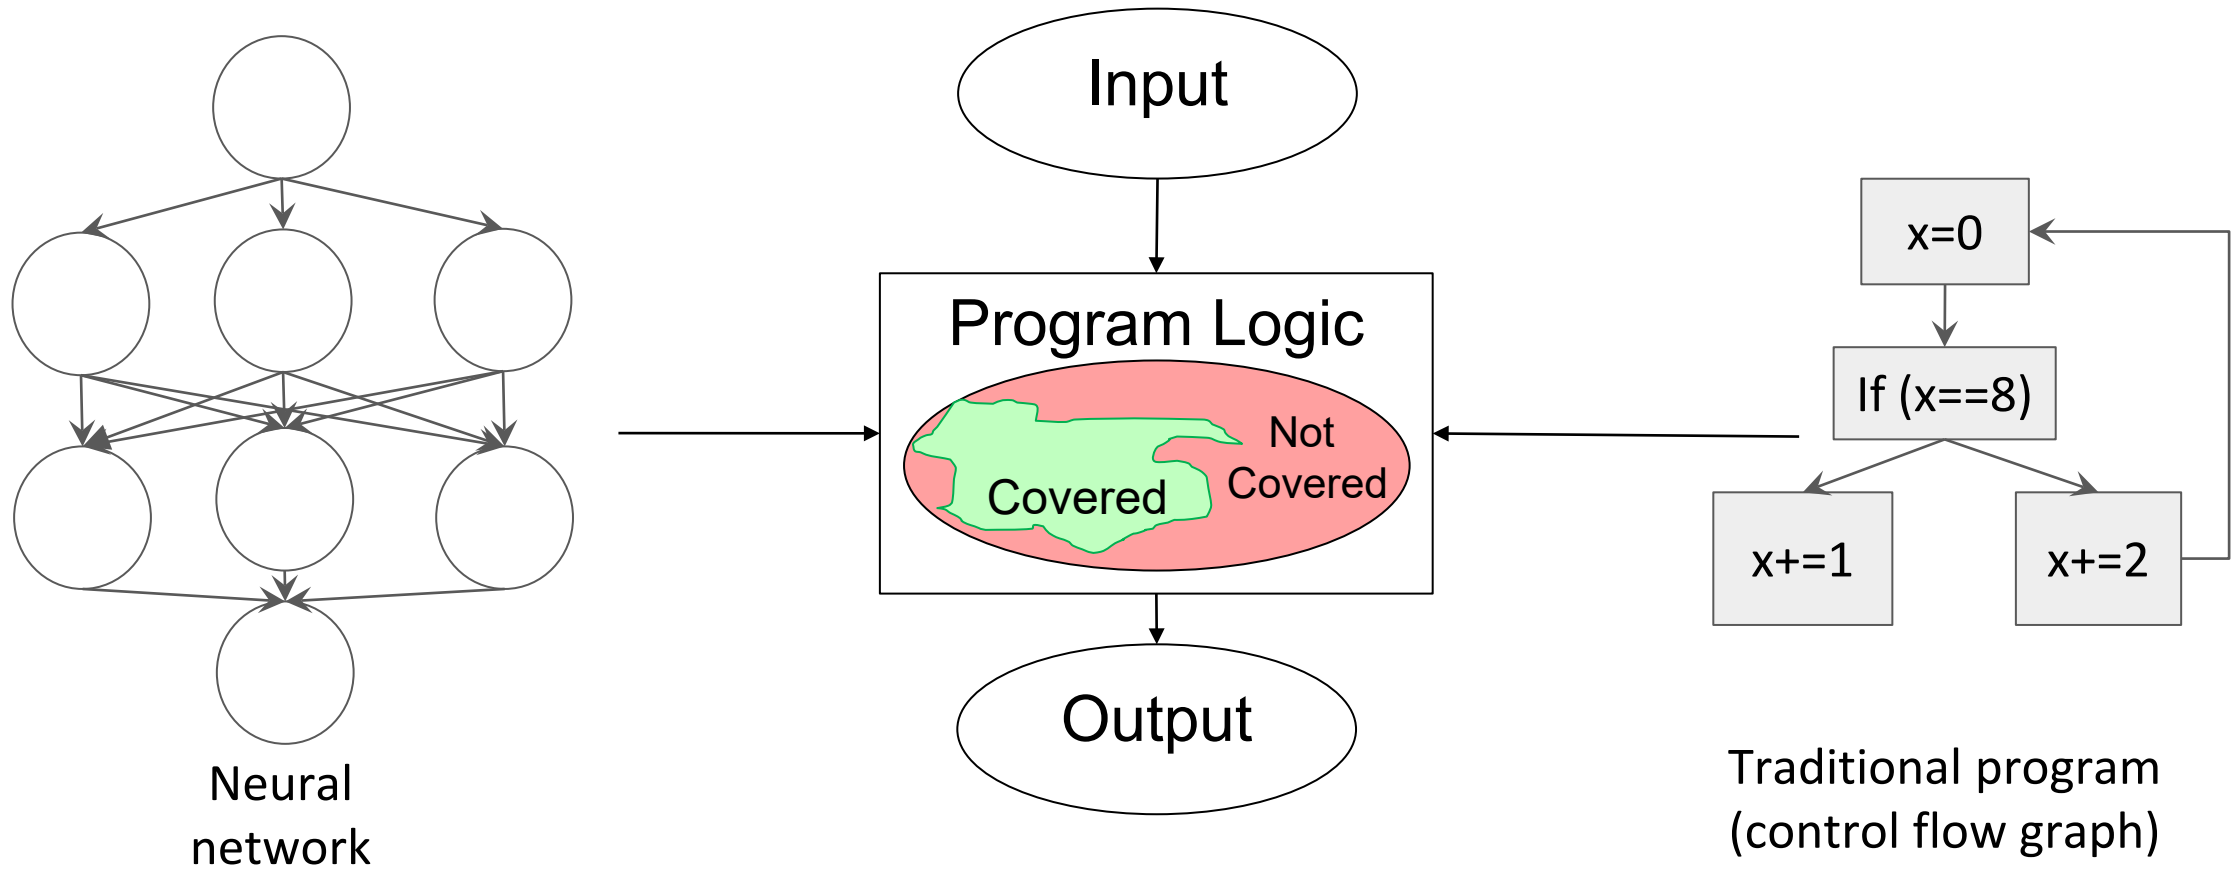 Input
Program Logic
Not
Covered
Covered
Output
Neural
network
x=0
If (x==8)
x+=1
x+=2
Traditional program
(control flow graph)